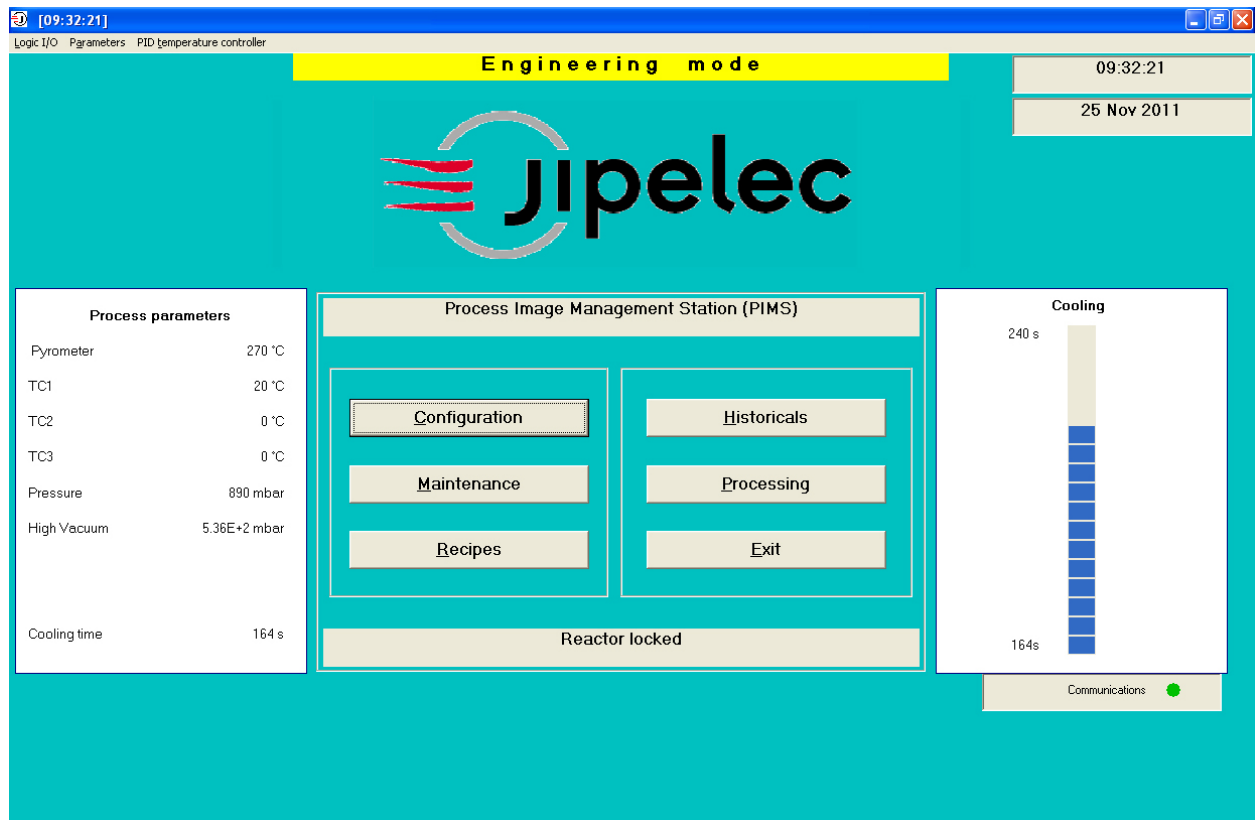 [09:32:21]
Logic I/O Parameters PID temperature controller
Engineering mode
09:32:21
25 Nov 2011
Jipelec
Process parameters
Pyrometer 270 °C
TC1 20 °C
TC2 0 °C
TC3 0 °C
Pressure 890 mbar
High Vacuum 5.36E+2 mbar
Cooling time 164 s
Process Image Management Station (PIMS)
Configuration
Historicals
Maintenance
Processing
Recipes
Exit
Reactor locked
Cooling
240 s
164s
Communications